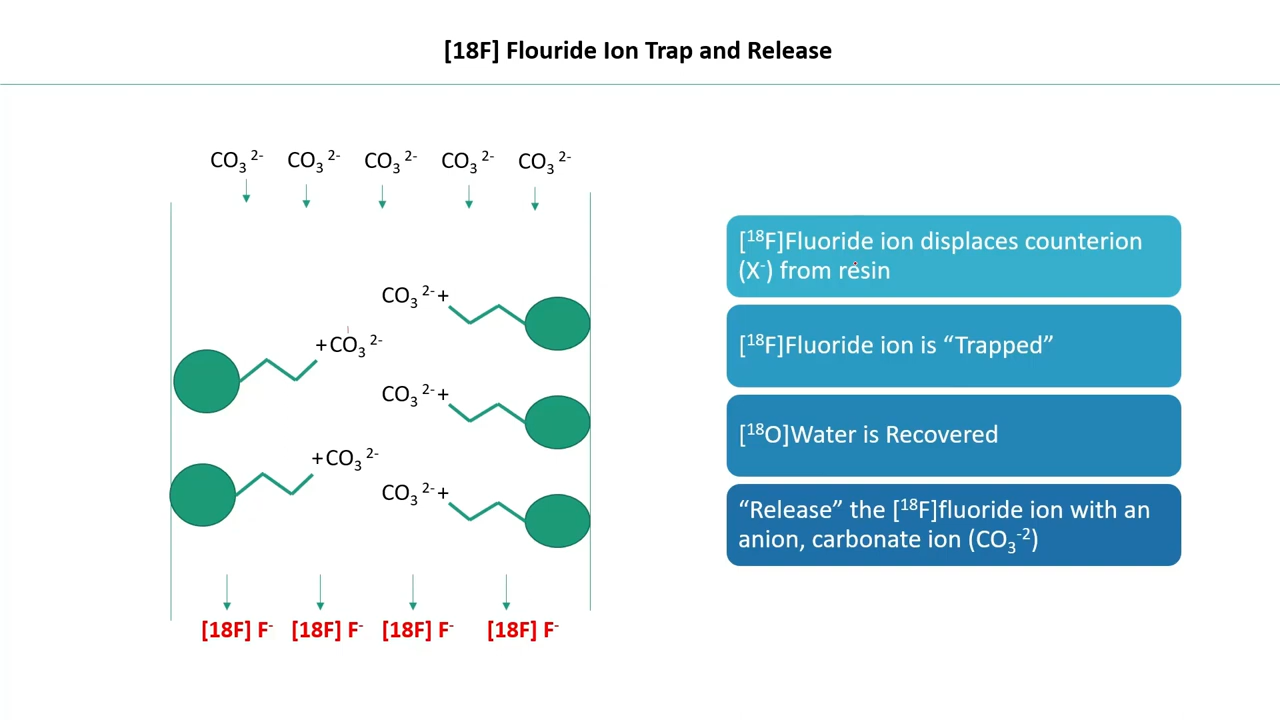 [18F] Flouride Ion Trap and Release
CO₃ ²⁻ CO₃ ²⁻ CO₃ ²⁻ CO₃ ²⁻ CO₃ ²⁻
CO₃ ²⁻+
+CO₃ ²⁻
CO₃ ²⁻+
+CO₃ ²⁻
CO₃ ²⁻+
[18F] F⁻ [18F] F⁻ [18F] F⁻ [18F] F⁻
[¹⁸F]Fluoride ion displaces counterion
(X⁻) from resin
[¹⁸F]Fluoride ion is “Trapped”
[¹⁸O]Water is Recovered
“Release” the [¹⁸F]fluoride ion with an
anion, carbonate ion (CO₃⁻²)